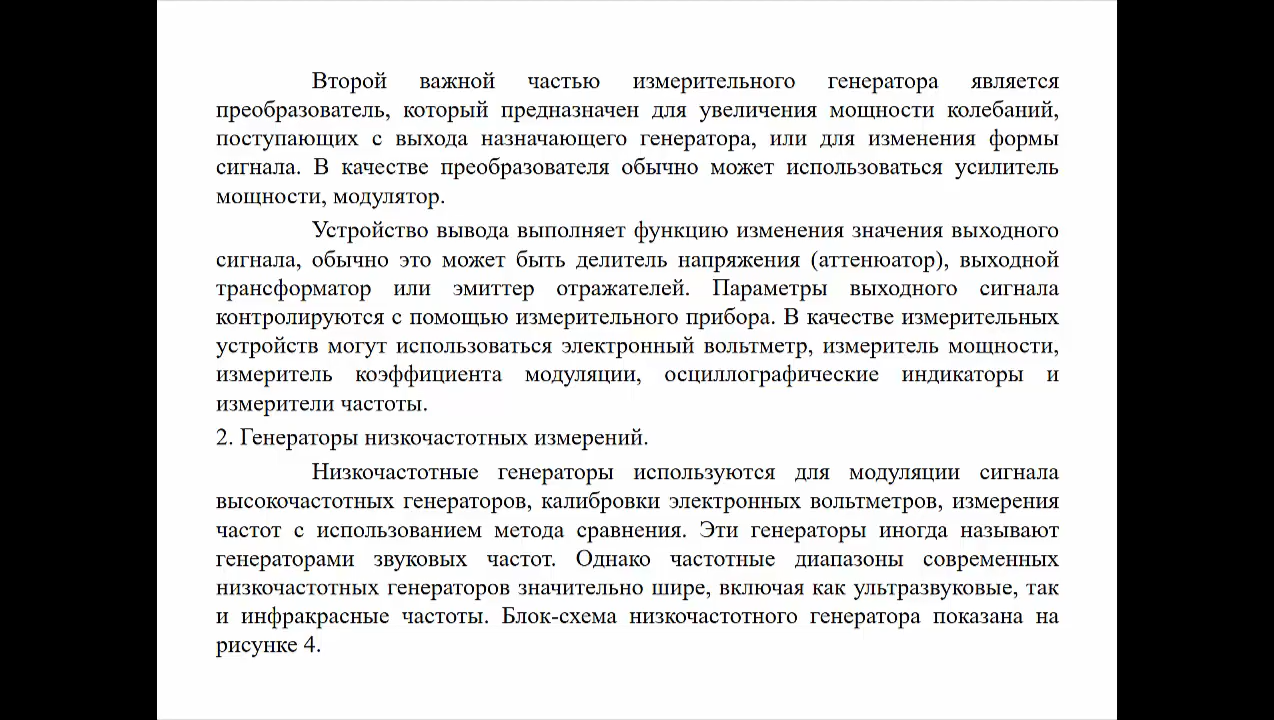 Второй важной частью измерительного генератора является
преобразователь, который предназначен для увеличения мощности колебаний,
поступающих с выхода назначающего генератора, или для изменения формы
сигнала. В качестве преобразователя обычно может использоваться усилитель
мощности, модулятор.
Устройство вывода выполняет функцию изменения значения выходного
сигнала, обычно это может быть делитель напряжения (аттенюатор), выходной
трансформатор или эмиттер отражателей. Параметры выходного сигнала
контролируются с помощью измерительного прибора. В качестве измерительных
устройств могут использоваться электронный вольтметр, измеритель мощности,
измеритель коэффициента модуляции, осциллографические индикаторы и
измерители частоты.
2. Генераторы низкочастотных измерений.
Низкочастотные генераторы используются для модуляции сигнала
высокочастотных генераторов, калибровки электронных вольтметров, измерения
частот с использованием метода сравнения. Эти генераторы иногда называют
генераторами звуковых частот. Однако частотные диапазоны современных
низкочастотных генераторов значительно шире, включая как ультразвуковые, так
и инфракрасные частоты. Блок-схема низкочастотного генератора показана на
рисунке 4.